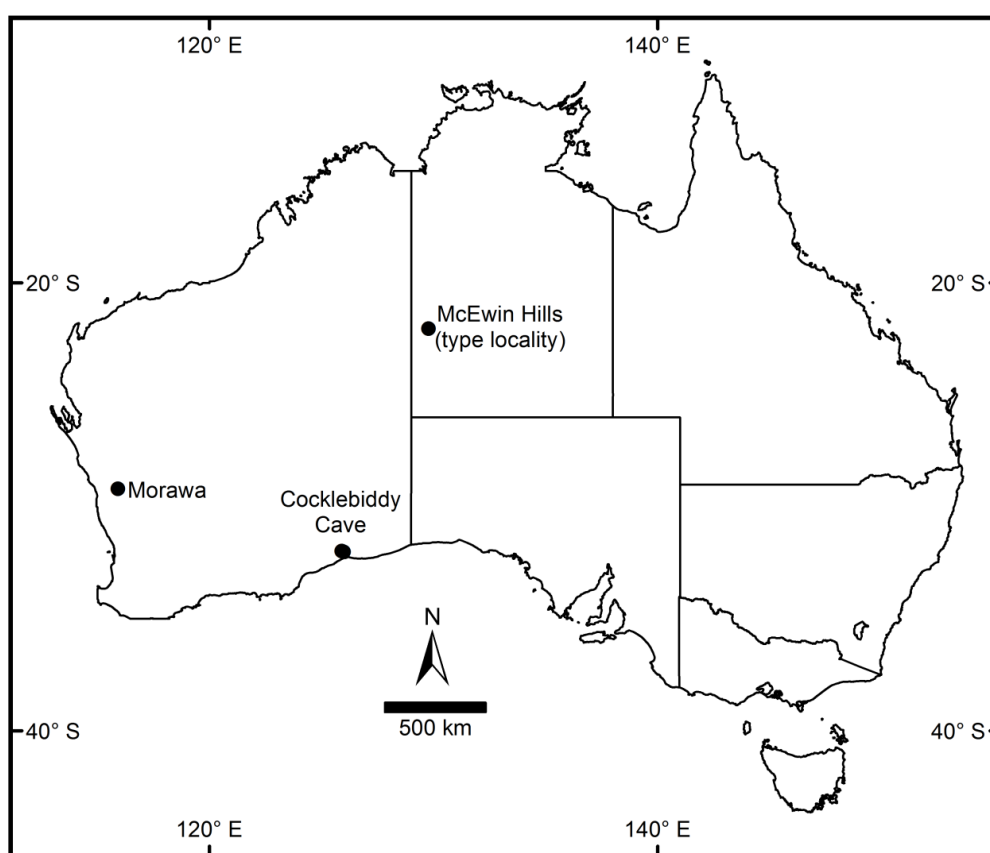 120° E
140° E
20° S
20° S
McEwin Hills
(type locality)
Morawa
Cocklebiddy
Cave
N
500 km
40° S
40° S
120° E
140° E